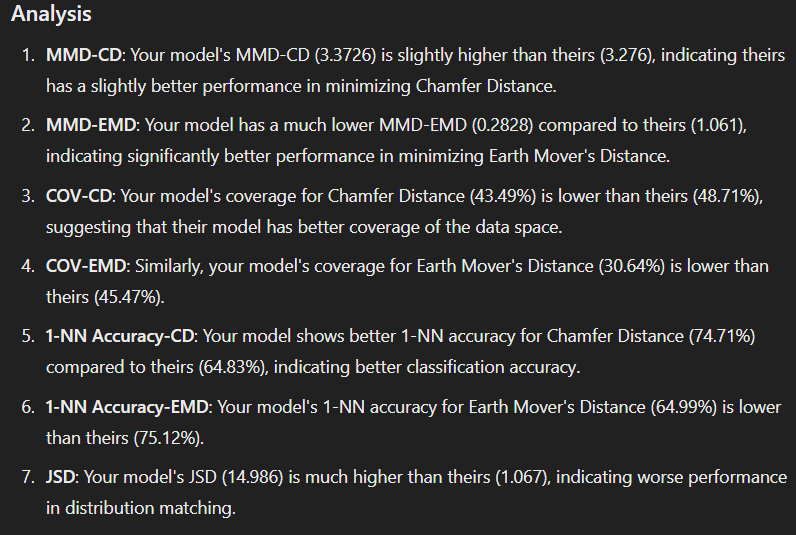 Analysis
1. MMD-CD: Your model's MMD-CD (3.3726) is slightly higher than theirs (3.276), indicating theirs
has a slightly better performance in minimizing Chamfer Distance.
2. MMD-EMD: Your model has a much lower MMD-EMD (0.2828) compared to theirs (1.061),
indicating significantly better performance in minimizing Earth Mover's Distance.
3. COV-CD: Your model's coverage for Chamfer Distance (43.49%) is lower than theirs (48.71%),
suggesting that their model has better coverage of the data space.
4. COV-EMD: Similarly, your model's coverage for Earth Mover's Distance (30.64%) is lower than
theirs (45.47%).
5. 1-NN Accuracy-CD: Your model shows better 1-NN accuracy for Chamfer Distance (74.71%)
compared to theirs (64.83%), indicating better classification accuracy.
6. 1-NN Accuracy-EMD: Your model's 1-NN accuracy for Earth Mover's Distance (64.99%) is lower
than theirs (75.12%).
7. JSD: Your model's JSD (14.986) is much higher than theirs (1.067), indicating worse performance
in distribution matching.